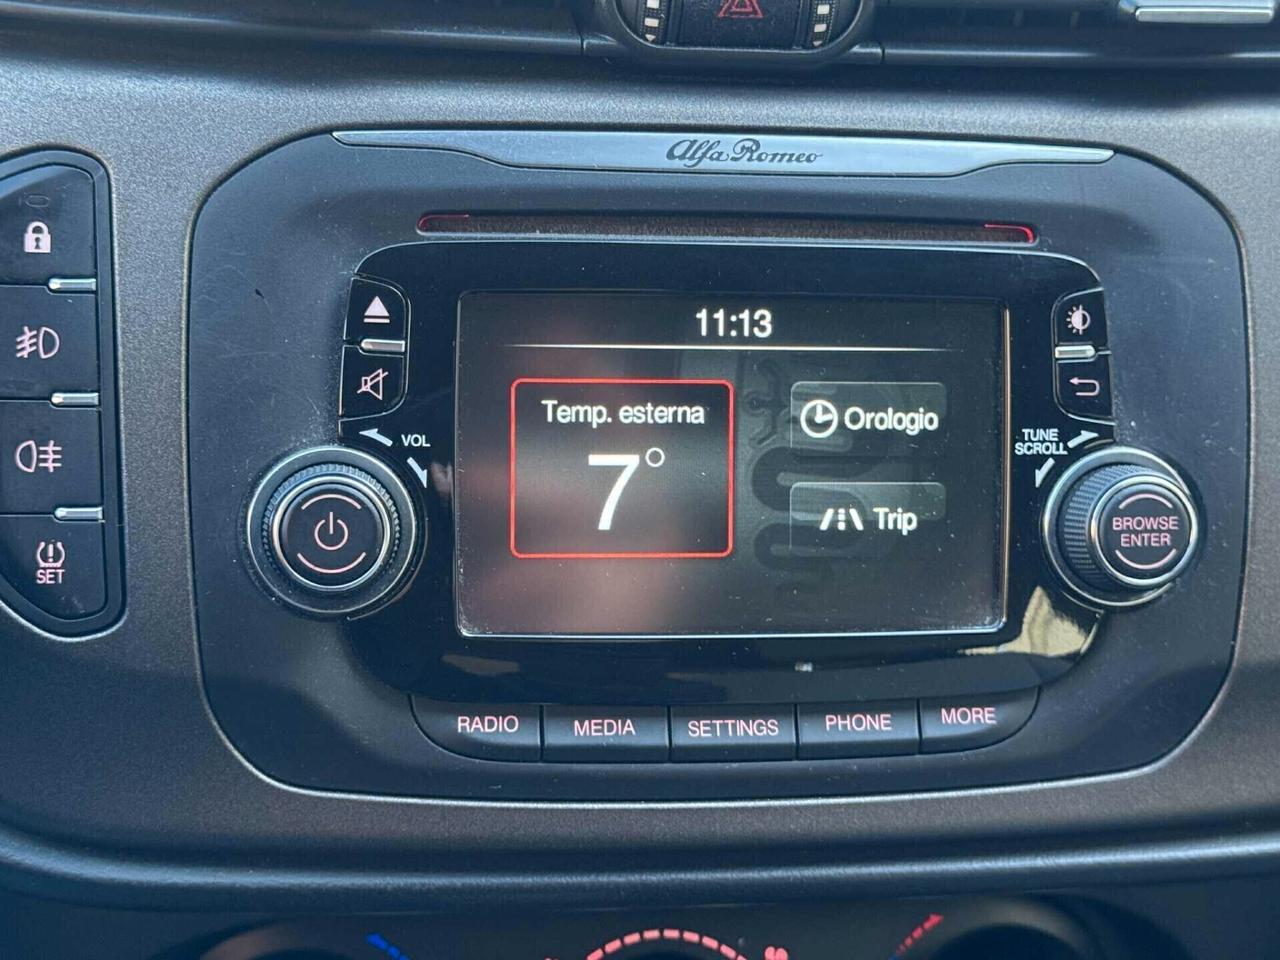 Alfa Romeo
11:13
Temp. esterna
7°
Orologio
Trip
VOL
TUNE
SCROLL
BROWSE
ENTER
SET
RADIO
MEDIA
SETTINGS
PHONE
MORE